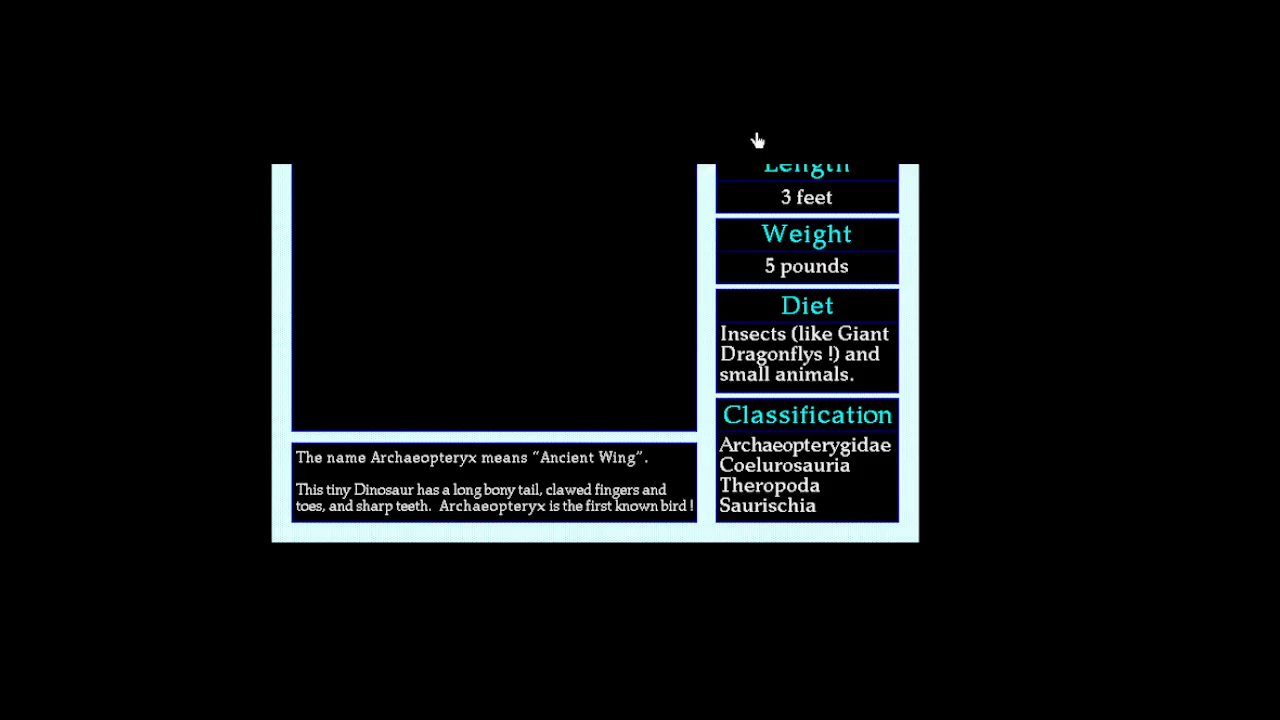 Length
3 feet
Weight
5 pounds
Diet
Insects (like Giant
Dragonflys !) and
small animals.
Classification
Archaeopterygidae
Coelurosauria
Theropoda
Saurischia
The name Archaeopteryx means “Ancient Wing”.
This tiny Dinosaur has a long bony tail, clawed fingers and
toes, and sharp teeth. Archaeopteryx is the first known bird !